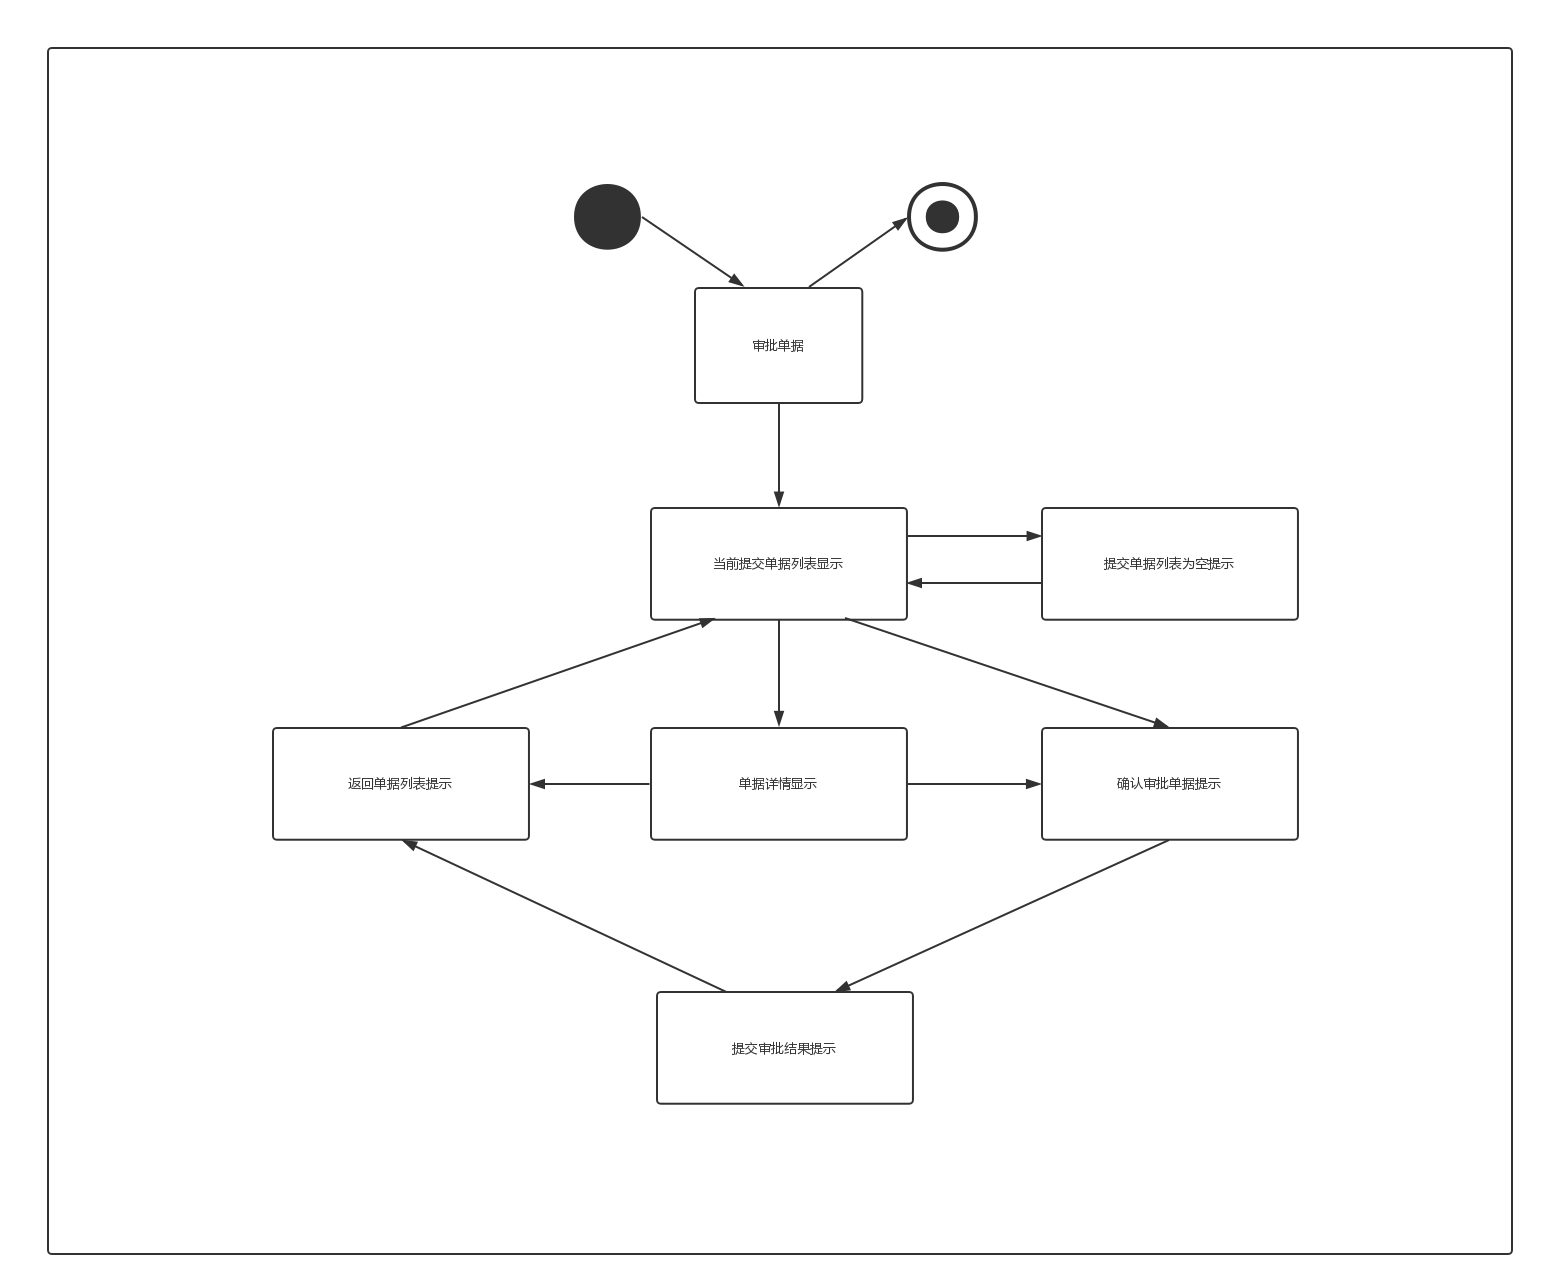 审批单据
当前提交单据列表显示
提交单据列表为空提示
返回单据列表提示
单据详情显示
确认审批单据提示
提交审批结果提示